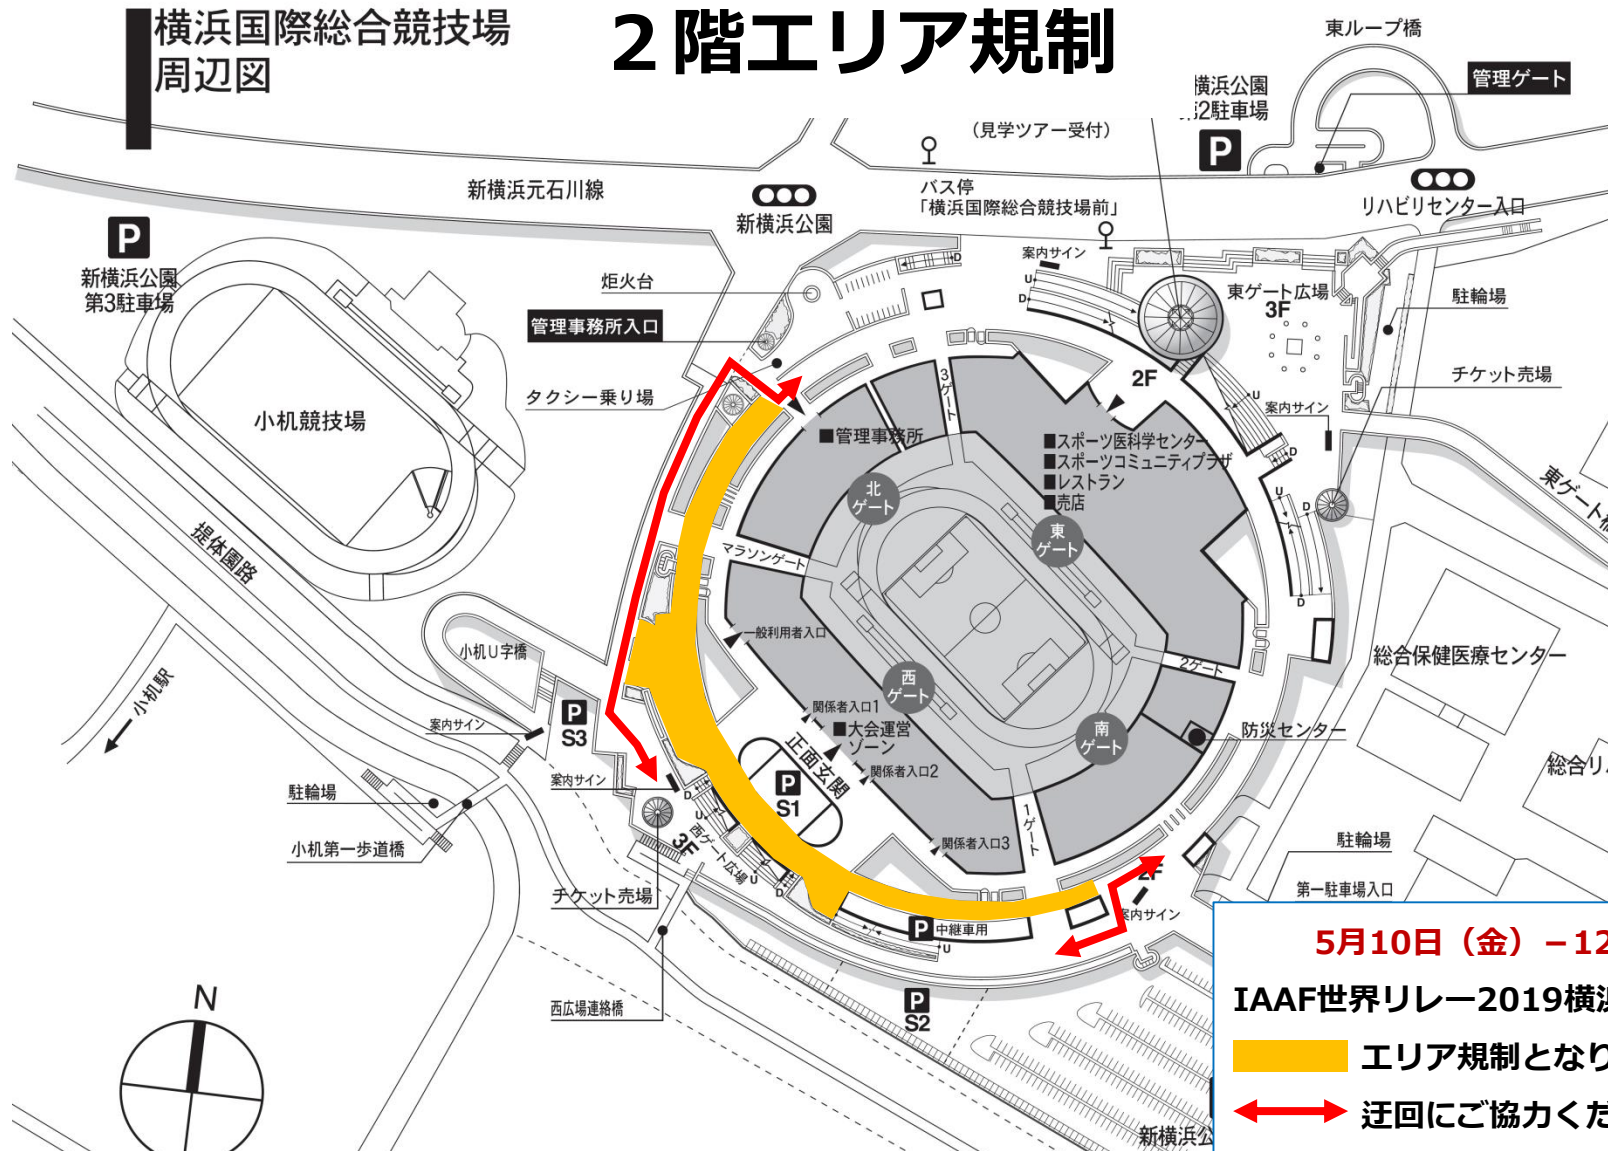 横浜国際総合競技場
周辺図
２階エリア規制
東ループ橋
管理ゲート
横浜公園
第2駐車場
P
（見学ツアー受付）
新横浜元石川線
新横浜公園
バス停
「横浜国際総合競技場前」
リハビリセンター入口
P
新横浜公園
第3駐車場
炬火台
管理事務所入口
タクシー乗り場
案内サイン
U
D
D
東ゲート広場
3F
駐輪場
チケット売場
案内サイン
2F
U
D
3ゲート
小机競技場
■管理事務所
■スポーツ医科学センター
■スポーツコミュニティプラザ
■レストラン
■売店
北
ゲート
東
ゲート
西
ゲート
南
ゲート
東ゲート橋
U
D
D
堤体園路
マラソンゲート
一般利用者入口
2ゲート
総合保健医療センター
小机U字橋
小机駅
案内サイン
P
S3
関係者入口1
■大会運営
ゾーン
正面玄関
関係者入口2
防災センター
案内サイン
P
S1
D
U
駐輪場
小机第一歩道橋
3F
西ゲート広場
U
D
関係者入口3
1ゲート
駐輪場
チケット売場
2F
案内サイン
第一駐車場入口
P
中継車用
U
西広場連絡橋
P
S2
N
新横浜公
5月10日（金）－12
IAAF世界リレー2019横浜
エリア規制となり
迂回にご協力くだ